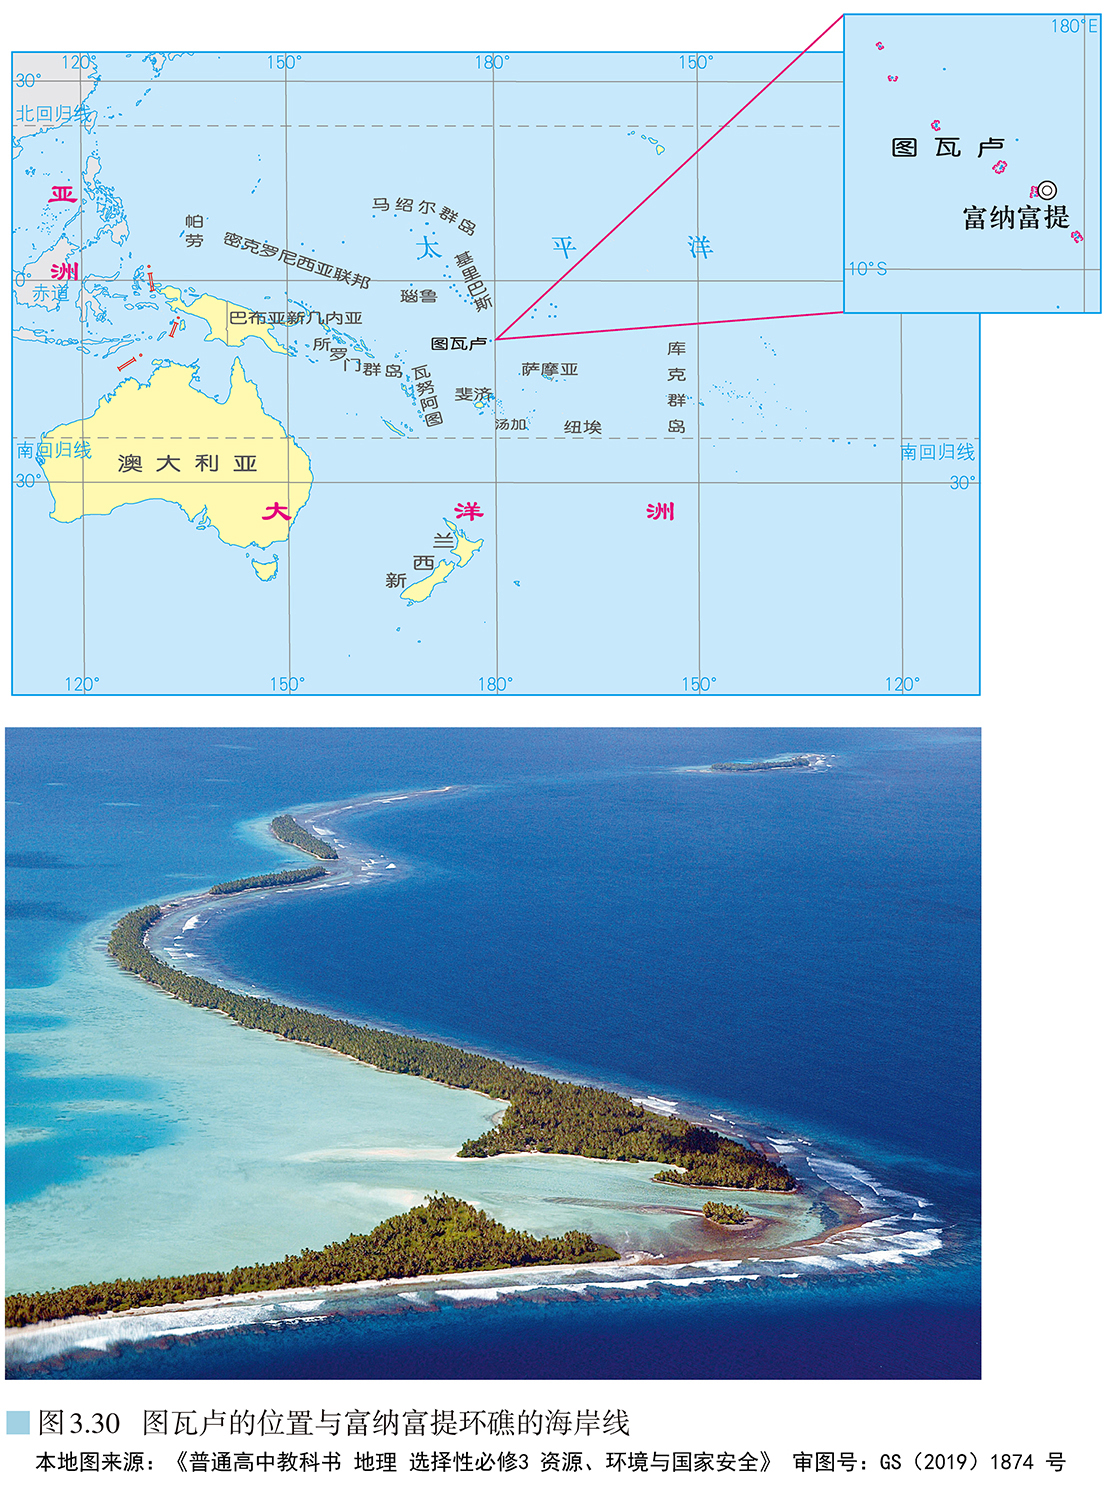 180°E
图瓦卢
富纳富提
10°S
120°
150°
180°
150°
30°
北回归线
亚洲
帕劳
密克罗尼西亚联邦
马绍尔群岛
太平洋
基里巴斯
0°
赤道
瑙鲁
巴布亚新几内亚
图瓦卢
所罗门群岛
瓦努阿图
斐济
萨摩亚
库克群岛
汤加
纽埃
南回归线
南回归线
澳大利亚
30°
30°
大洋洲
新西兰
120°
150°
180°
150°
120°
图3.30 图瓦卢的位置与富纳富提环礁的海岸线
本地图来源：《普通高中教科书 地理 选择性必修3 资源、环境与国家安全》 审图号：GS（2019）1874 号